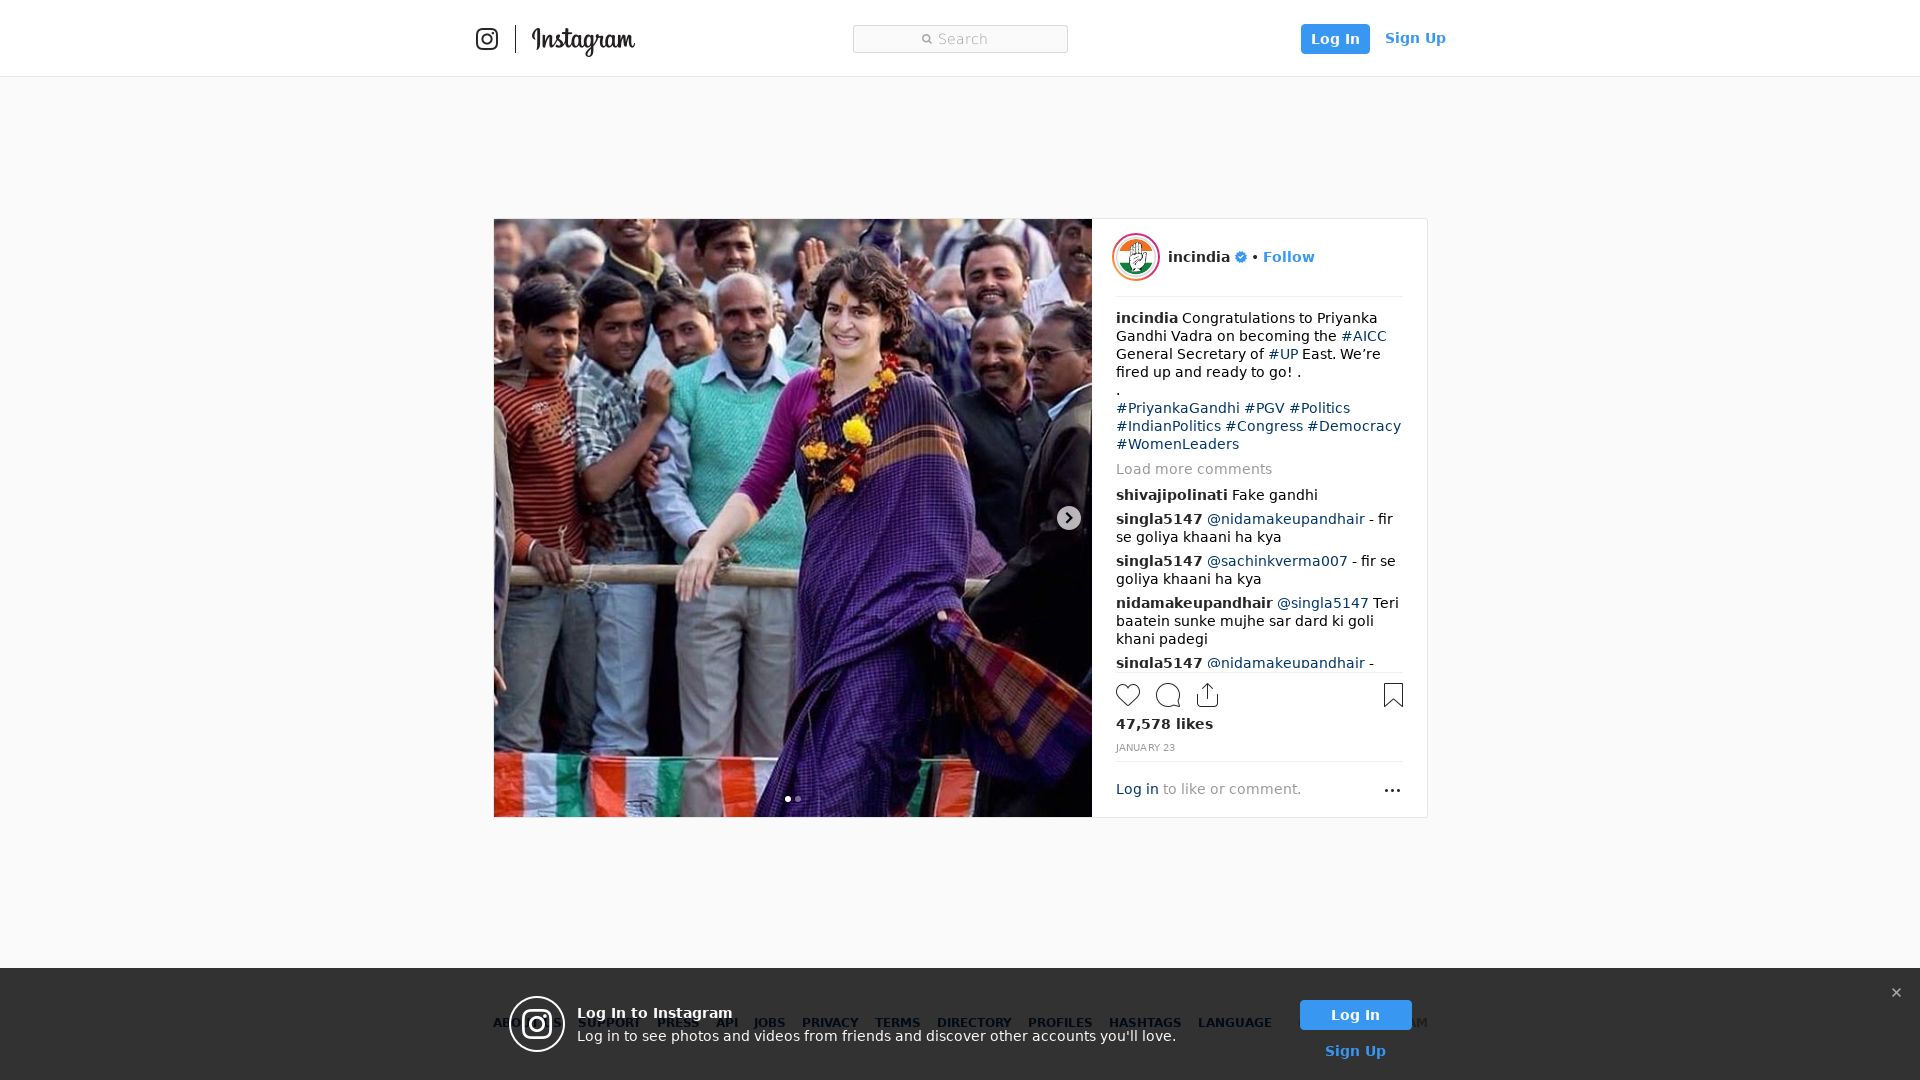 Instagram
Search
Log In
Sign Up
incindia • Follow
incindia Congratulations to Priyanka
Gandhi Vadra on becoming the #AICC
General Secretary of #UP East. We’re
fired up and ready to go! .
.
#PriyankaGandhi #PGV #Politics
#IndianPolitics #Congress #Democracy
#WomenLeaders
Load more comments
shivajipolinati Fake gandhi
singla5147 @nidamakeupandhair - fir
se goliya khaani ha kya
singla5147 @sachinkverma007 - fir se
goliya khaani ha kya
nidamakeupandhair @singla5147 Teri
baatein sunke mujhe sar dard ki goli
khani padegi
singla5147 @nidamakeupandhair -
47,578 likes
JANUARY 23
Log in to like or comment.
Log In to Instagram
SUPPORT PRESS API JOBS PRIVACY TERMS DIRECTORY PROFILES HASHTAGS LANGUAGE
Log in to see photos and videos from friends and discover other accounts you'll love.
Log In
Sign Up